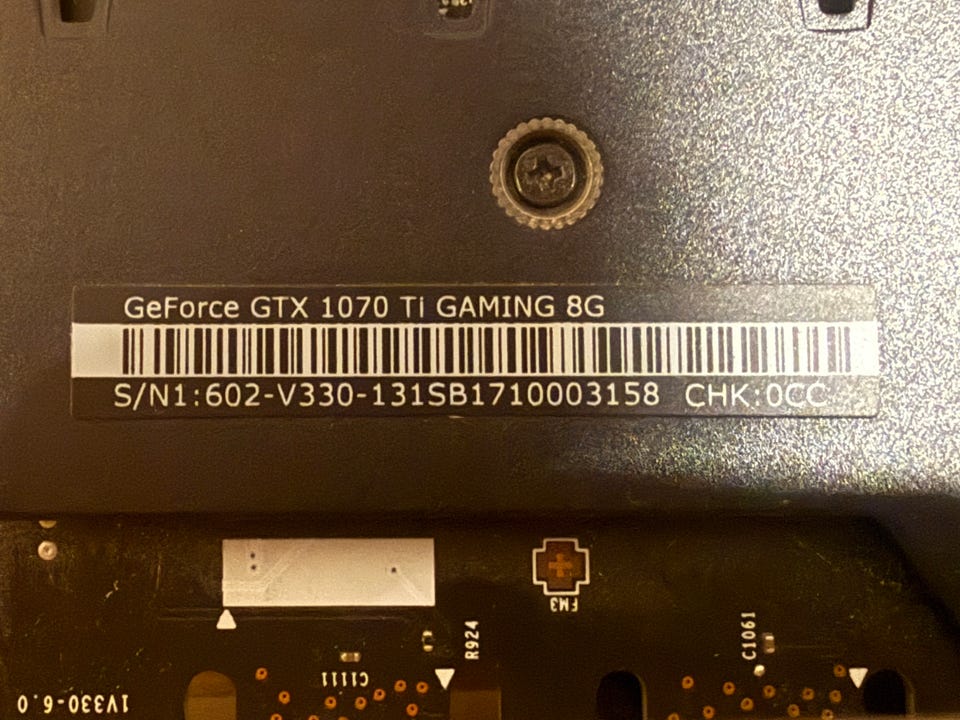 GeForce GTX 1070 Ti GAMING 8G
S/N1:602-V330-131SB1710003158 CHK:0CC
FM3
R924
C1061
C1111
1V330-6.0